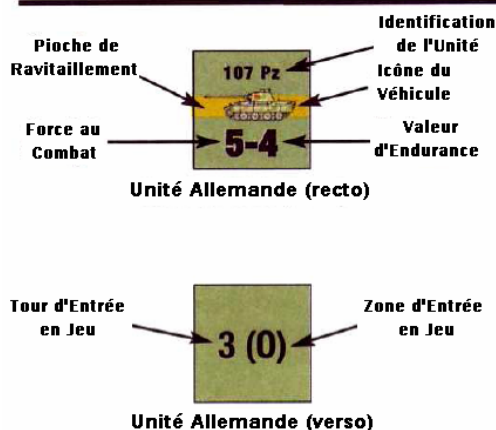 Identification
de l'Unité
Pioche de
Ravitaillement
107 Pz
Icône du
Véhicule
Force au
Combat
5-4
Valeur
d'Endurance
Unité Allemande (recto)
Tour d'Entrée
en Jeu
3 (0)
Zone d'Entrée
en Jeu
Unité Allemande (verso)